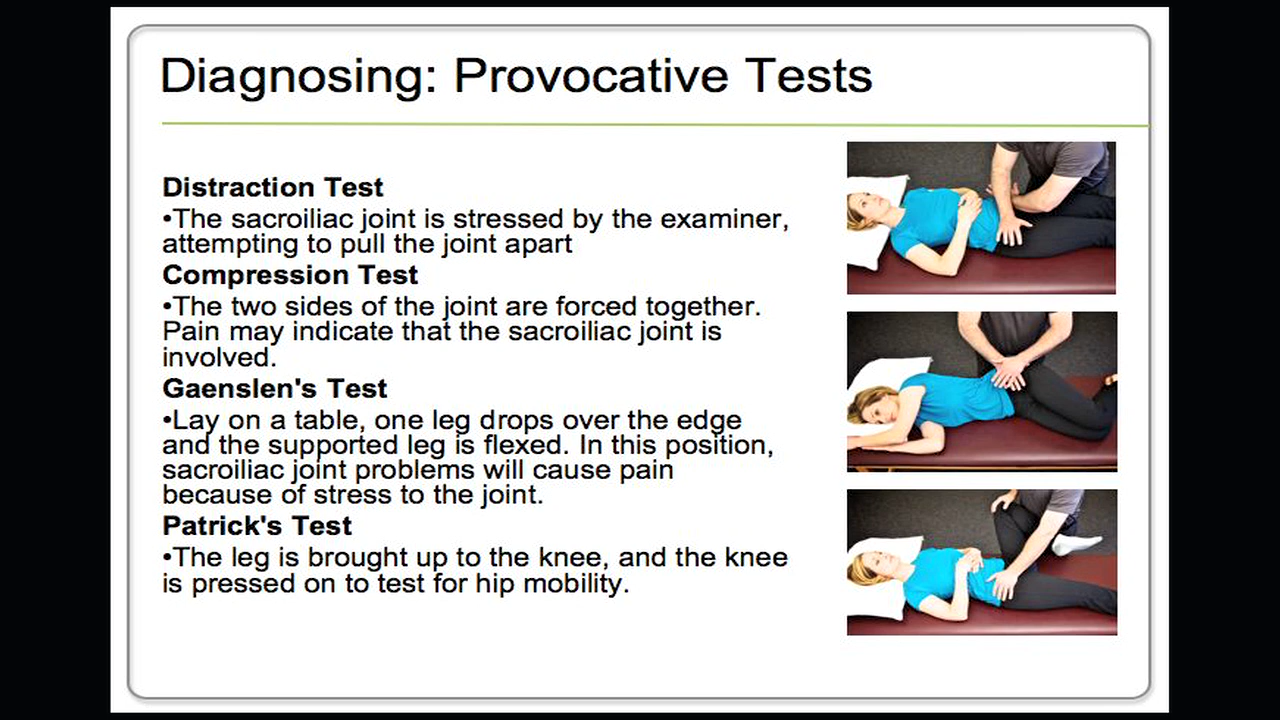 Diagnosing: Provocative Tests
Distraction Test
•The sacroiliac joint is stressed by the examiner,
attempting to pull the joint apart
Compression Test
•The two sides of the joint are forced together.
Pain may indicate that the sacroiliac joint is
involved.
Gaenslen's Test
•Lay on a table, one leg drops over the edge
and the supported leg is flexed. In this position,
sacroiliac joint problems will cause pain
because of stress to the joint.
Patrick's Test
•The leg is brought up to the knee, and the knee
is pressed on to test for hip mobility.